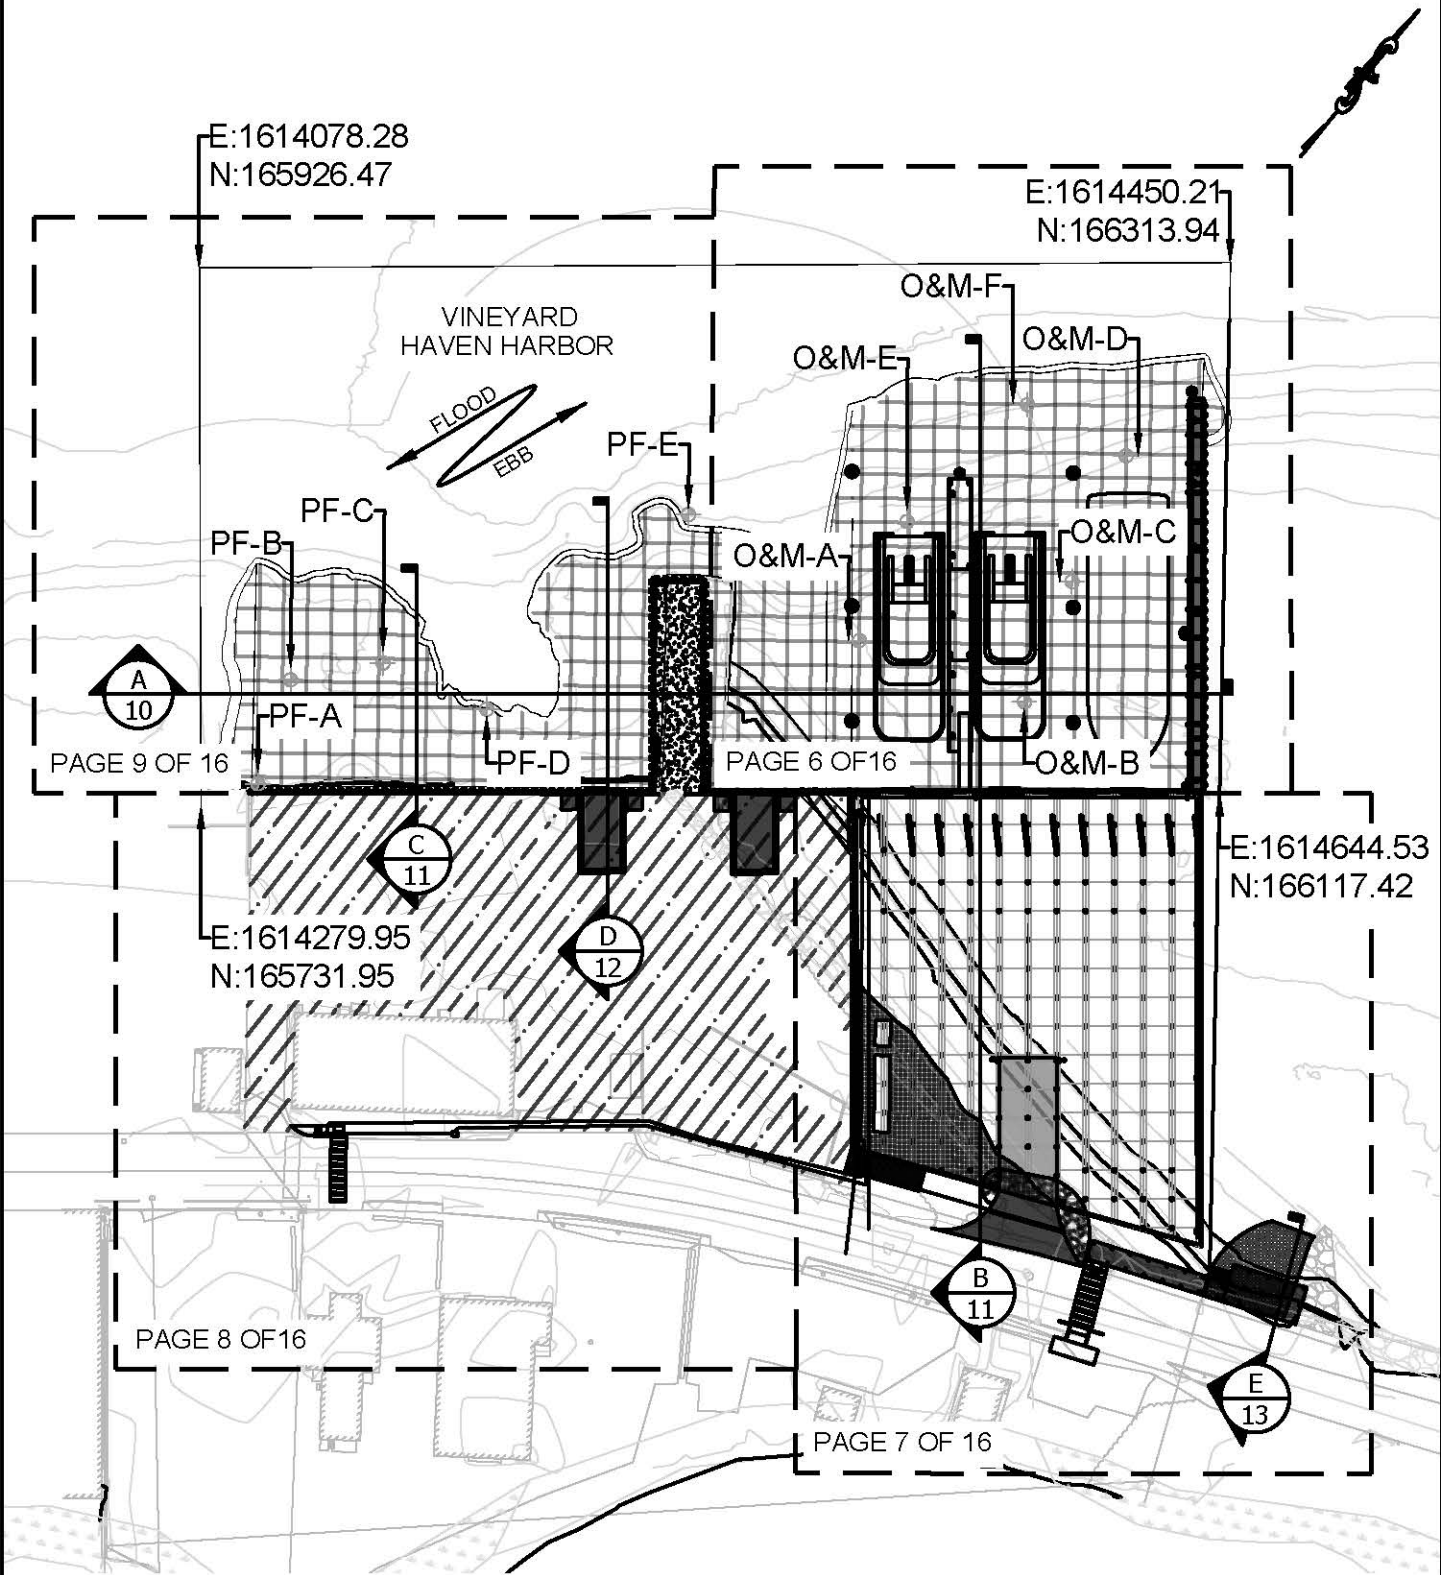 E:1614078.28
N:165926.47
E:1614450.21
N:166313.94
VINEYARD
HAVEN HARBOR
FLOOD
EBB
O&M-F
O&M-D
O&M-E
PF-E
PF-C
PF-B
O&M-A
O&M-C
A
10
PF-A
PF-D
O&M-B
PAGE 9 OF 16
PAGE 6 OF16
C
11
E:1614644.53
N:166117.42
D
12
E:1614279.95
N:165731.95
B
11
PAGE 8 OF16
E
13
PAGE 7 OF 16